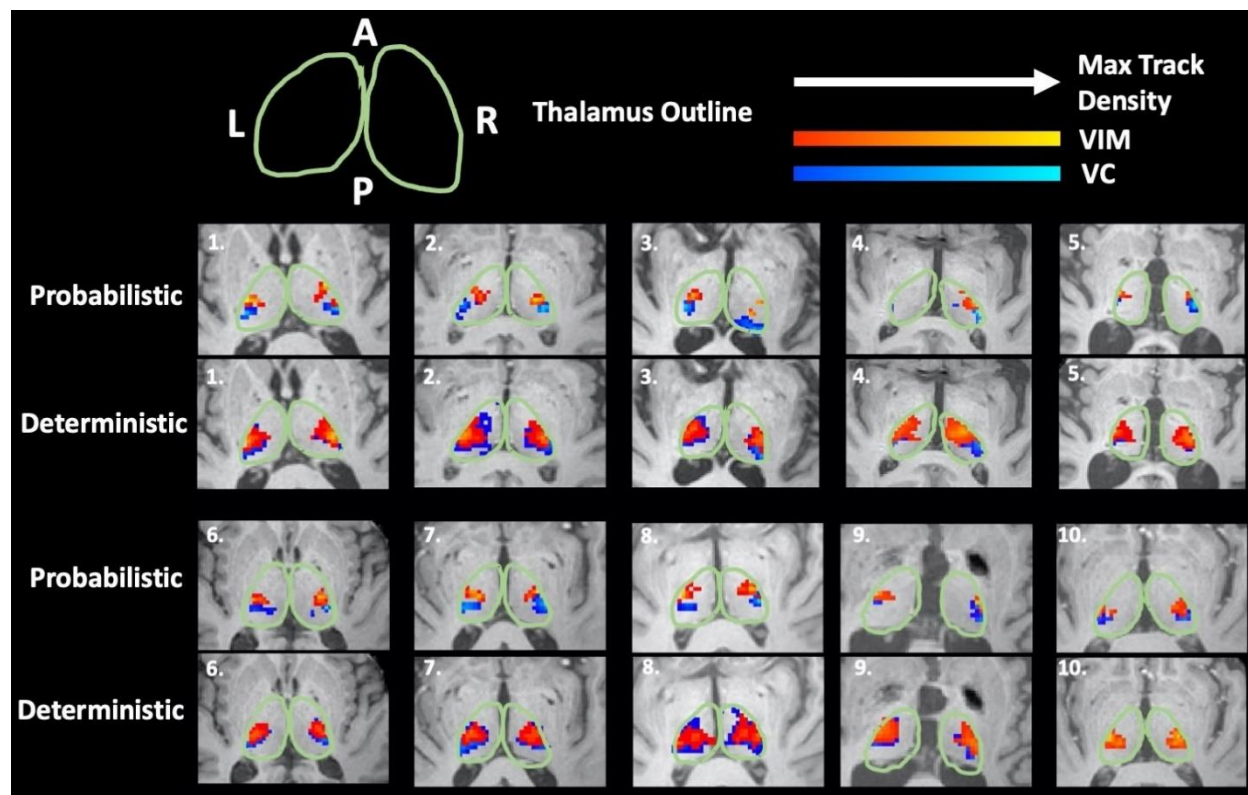 A
L
R
P
Thalamus Outline
Max Track
Density
VIM
VC
Probabilistic
1.
2.
3.
4.
5.
Deterministic
1.
2.
3.
4.
5.
Probabilistic
6.
7.
8.
9.
10.
Deterministic
6.
7.
8.
9.
10.